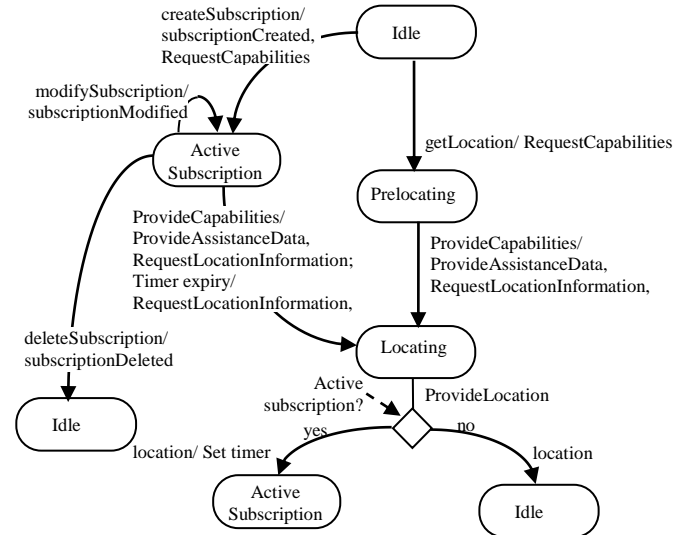 createSubscription/
subscriptionCreated,
RequestCapabilities
Idle
modifySubscription/
subscriptionModified
getLocation/ RequestCapabilities
Active
Subscription
Prelocating
ProvideCapabilities/
ProvideAssistanceData,
RequestLocationInformation;
Timer expiry/
RequestLocationInformation,
ProvideCapabilities/
ProvideAssistanceData,
RequestLocationInformation,
deleteSubscription/
subscriptionDeleted
Locating
Active
subscription?
ProvideLocation
Idle
yes
no
location/ Set timer
location
Active
Subscription
Idle